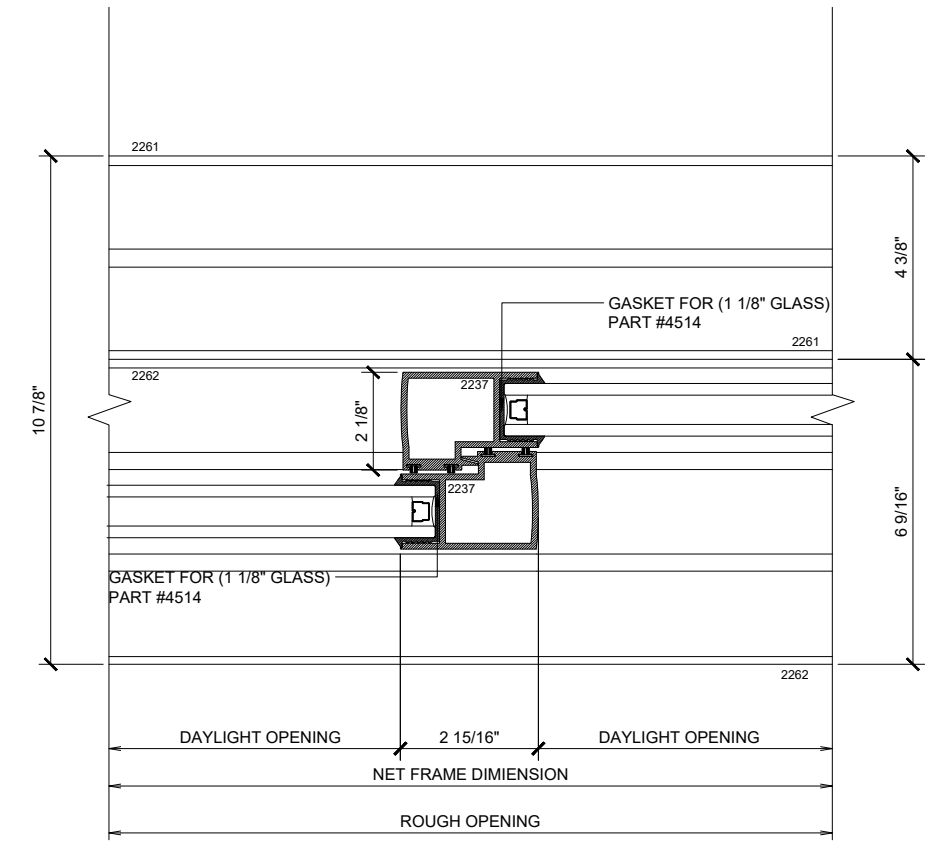 2261
4 3/8"
GASKET FOR (1 1/8" GLASS)
PART #4514
2261
2262
2237
10 7/8"
2 1/8"
2237
6 9/16"
GASKET FOR (1 1/8" GLASS)
PART #4514
2262
DAYLIGHT OPENING
2 15/16"
DAYLIGHT OPENING
NET FRAME DIMIENSION
ROUGH OPENING